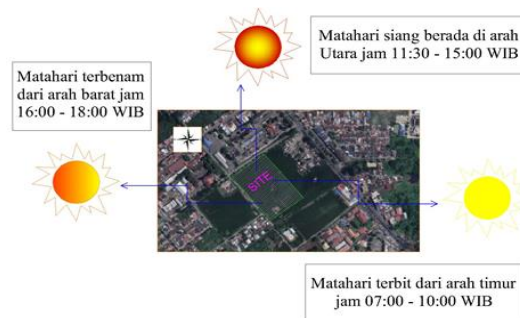 Matahari siang berada di arah
Utara jam 11:30 - 15:00 WIB
Matahari terbenam
dari arah barat jam
16:00 - 18:00 WIB
SITE
Matahari terbit dari arah timur
jam 07:00 - 10:00 WIB